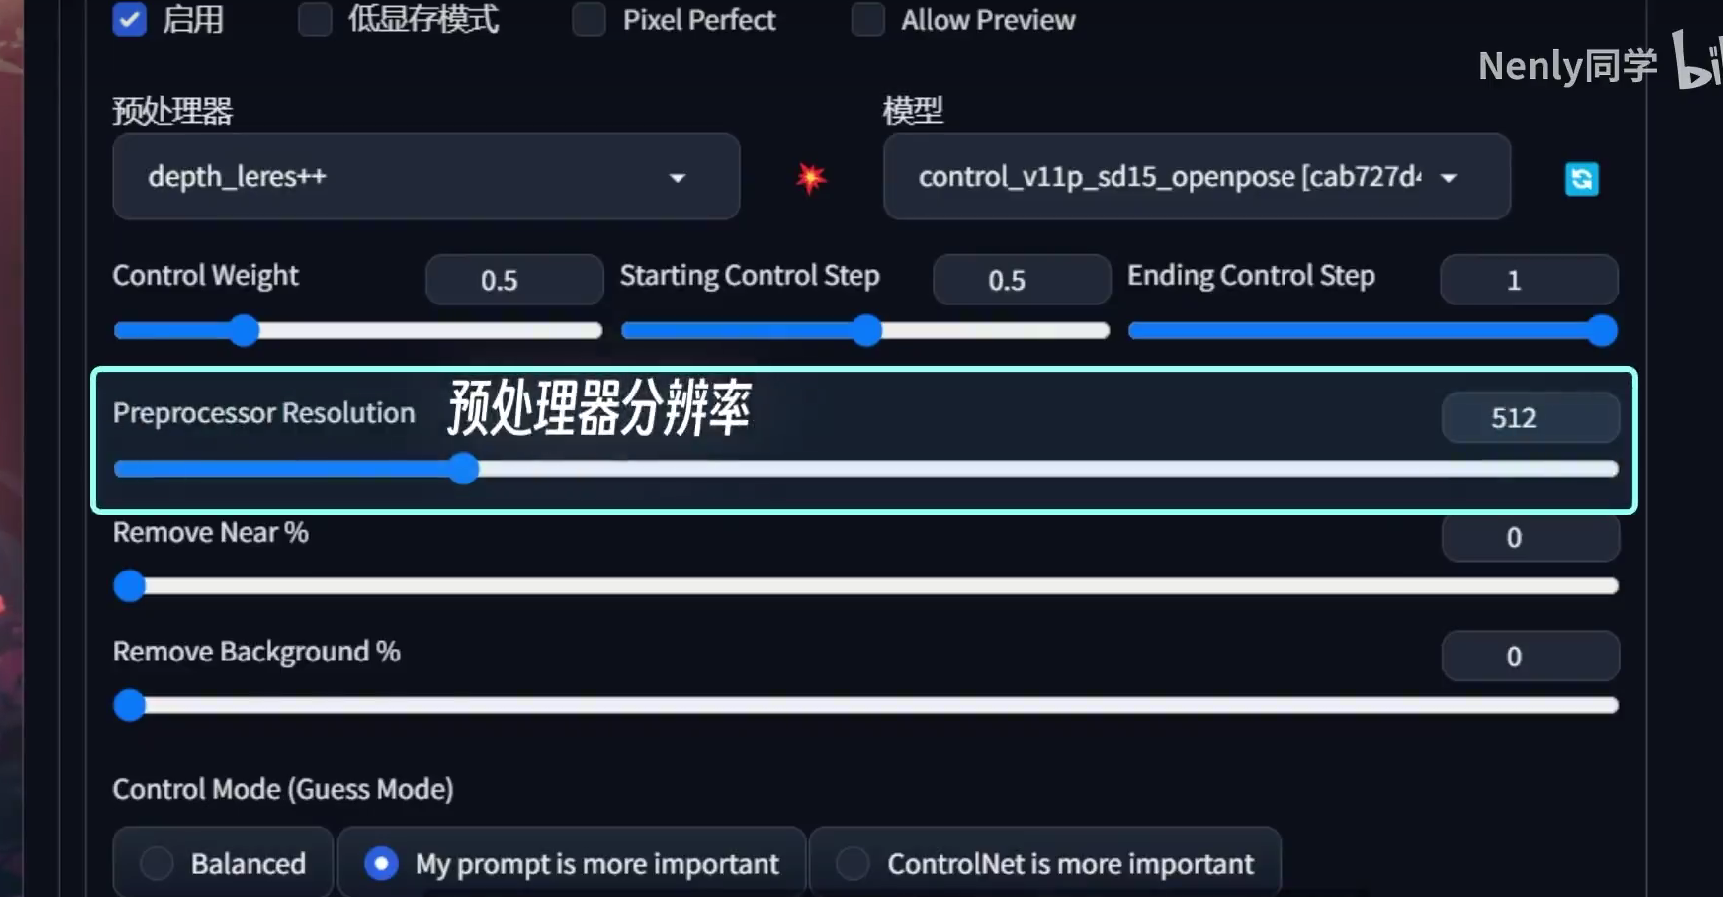 启用 低显存模式 Pixel Perfect Allow Preview
Nenly同学
预处理器 模型
depth_leres++ control_v11p_sd15_openpose [cab727d
Control Weight 0.5 Starting Control Step 0.5 Ending Control Step 1
Preprocessor Resolution 预处理器分辨率 512
Remove Near % 0
Remove Background % 0
Control Mode (Guess Mode)
Balanced My prompt is more important ControlNet is more important